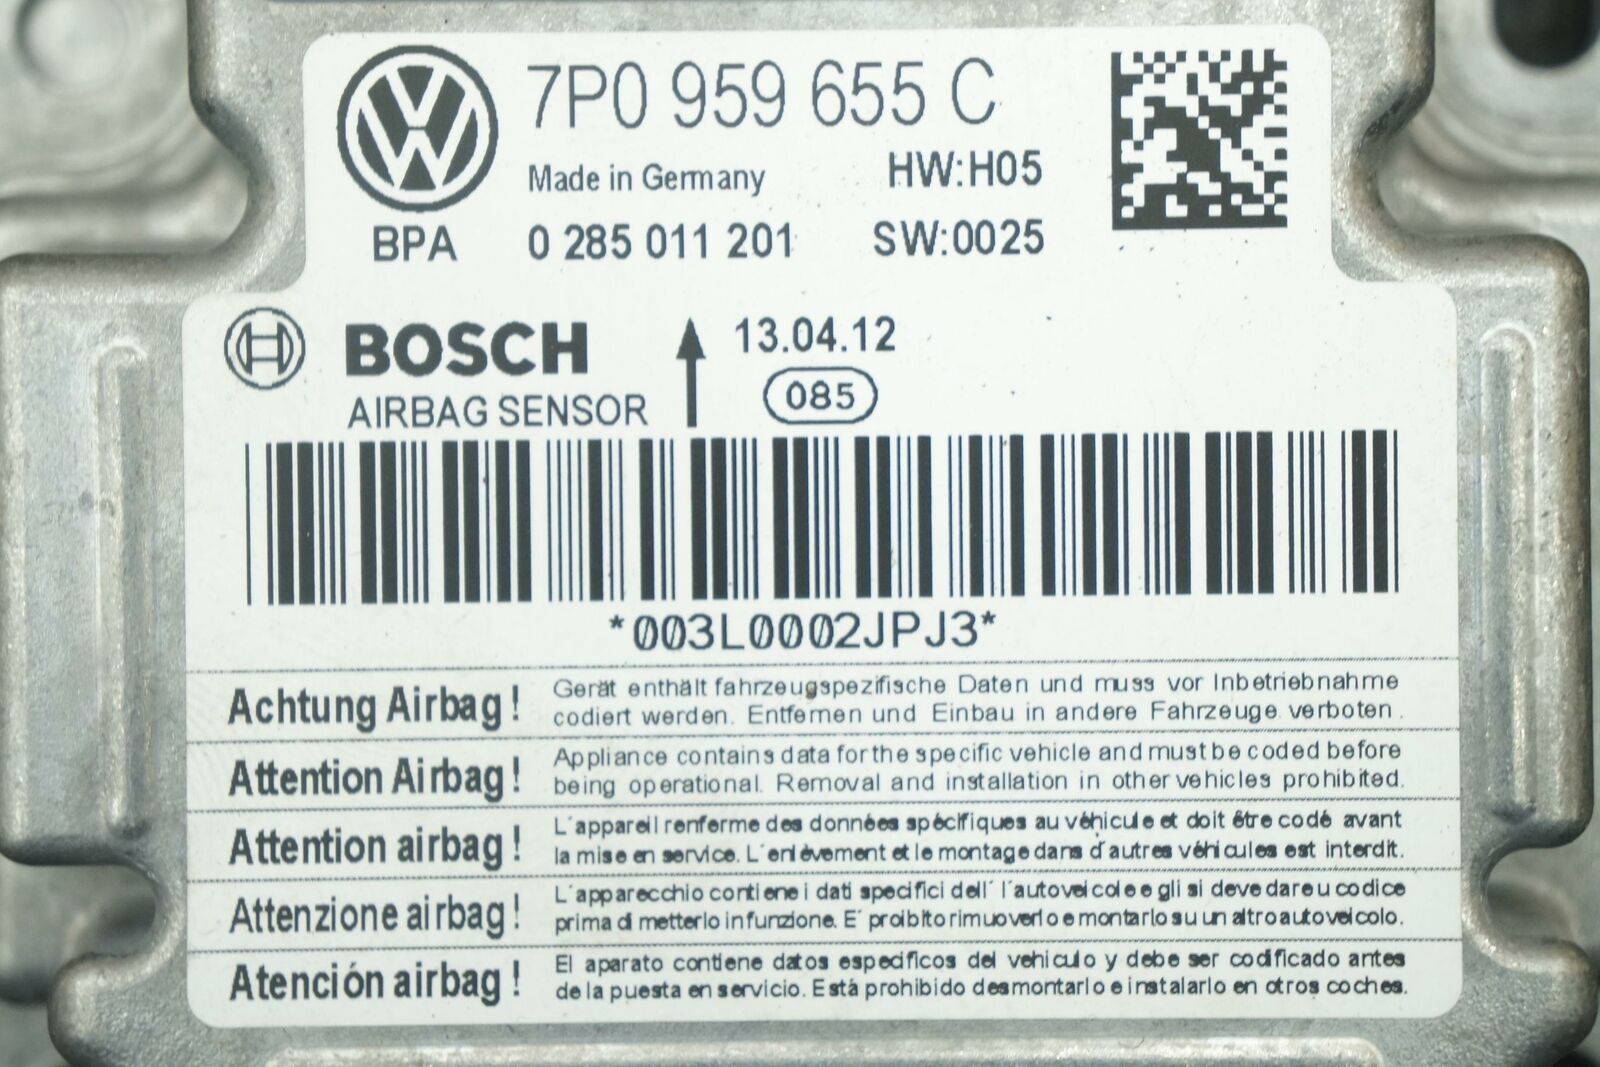 7P0 959 655 C
Made in Germany HW:H05
BPA 0 285 011 201 SW:0025
BOSCH 13.04.12
AIRBAG SENSOR 085
*003L0002JPJ3*
Achtung Airbag! Gerät enthält fahrzeugspezifische Daten und muss vor Inbetriebnahme
codiert werden. Entfernen und Einbau in andere Fahrzeuge verboten.
Attention Airbag! Appliance contains data for the specific vehicle and must be coded before
being operational. Removal and installation in other vehicles prohibited.
Attention airbag! L´appareil renferme des données spécifiques au véhicule et doit être codé avant
la mise en service. L´enlèvement et le montage dans d´autres véhicules est interdit.
Attenzione airbag! L´apparecchio contiene i dati specifici dell´ l´autoveicolo e gli si deve dare u codice
prima di metterlo in funzione. E´ proibito rimuoverlo e montarlo su un altro autoveicolo.
Atención airbag! El aparato contiene datos especificos del vehiculo y debe ser codificado antes
de la puesta en servicio. Está prohibido desmontarlo e instalarlo en otros coches.